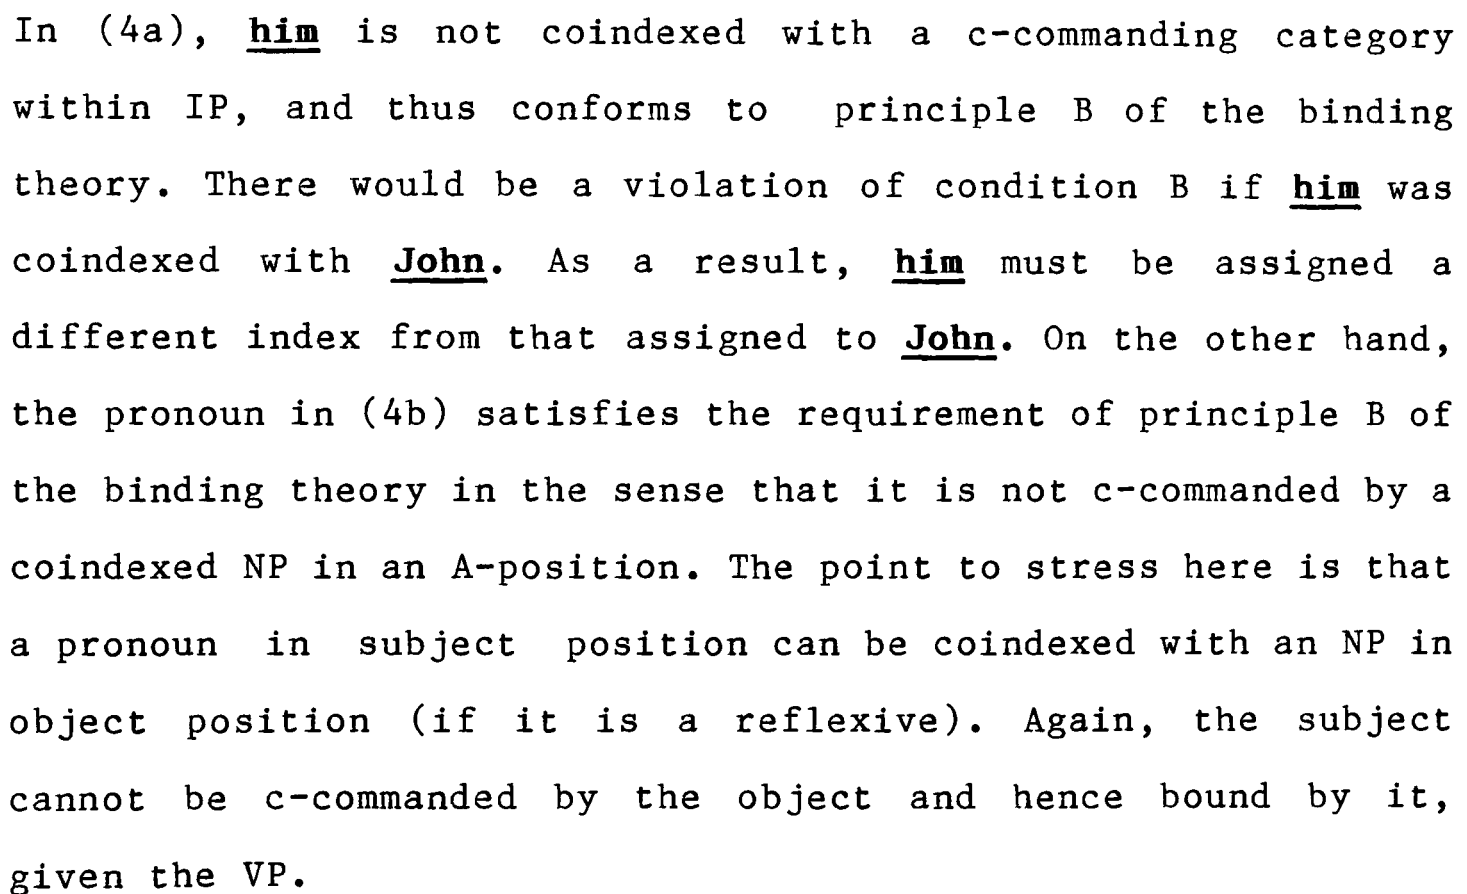 In (4a), him is not coindexed with a c-commanding category
within IP, and thus conforms to principle B of the binding
theory. There would be a violation of condition B if him was
coindexed with John. As a result, him must be assigned a
different index from that assigned to John. On the other hand,
the pronoun in (4b) satisfies the requirement of principle B of
the binding theory in the sense that it is not c-commanded by a
coindexed NP in an A-position. The point to stress here is that
a pronoun in subject position can be coindexed with an NP in
object position (if it is a reflexive). Again, the subject
cannot be c-commanded by the object and hence bound by it,
given the VP.